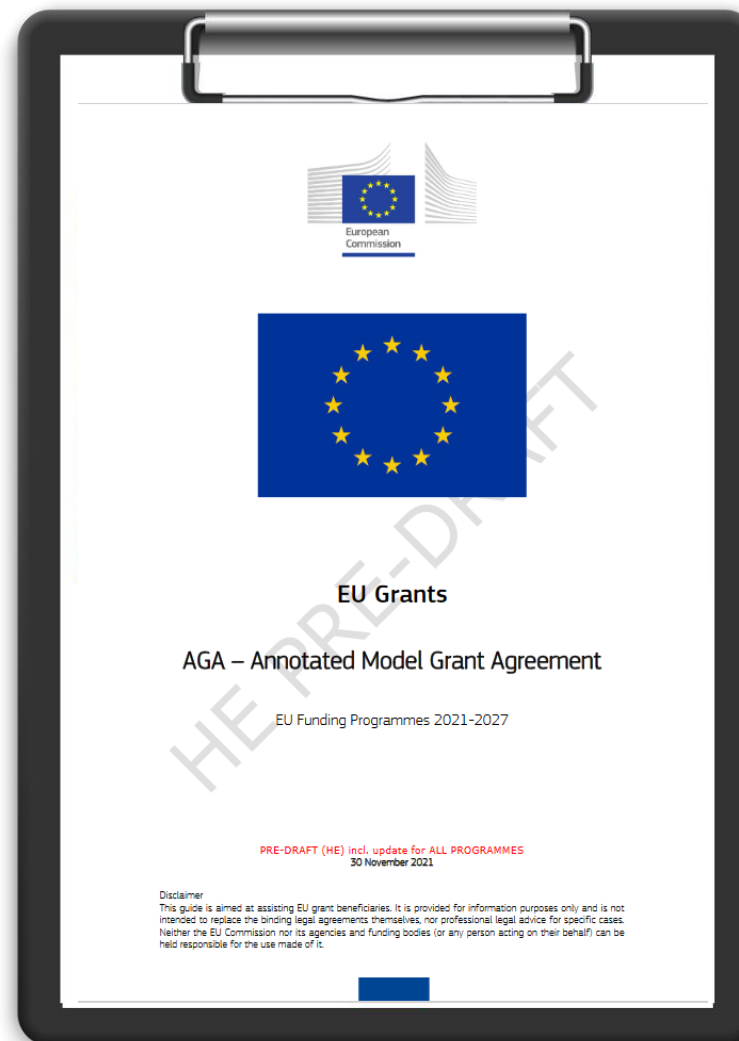 European
Commission
HE PRE-DRAFT
EU Grants
AGA – Annotated Model Grant Agreement
EU Funding Programmes 2021-2027
PRE-DRAFT (HE) incl. update for ALL PROGRAMMES
30 November 2021
Disclaimer
This guide is aimed at assisting EU grant beneficiaries. It is provided for information purposes only and is not
intended to replace the binding legal agreements themselves, nor professional legal advice for specific cases.
Neither the EU Commission nor its agencies and funding bodies (or any person acting on their behalf) can be
held responsible for the use made of it.